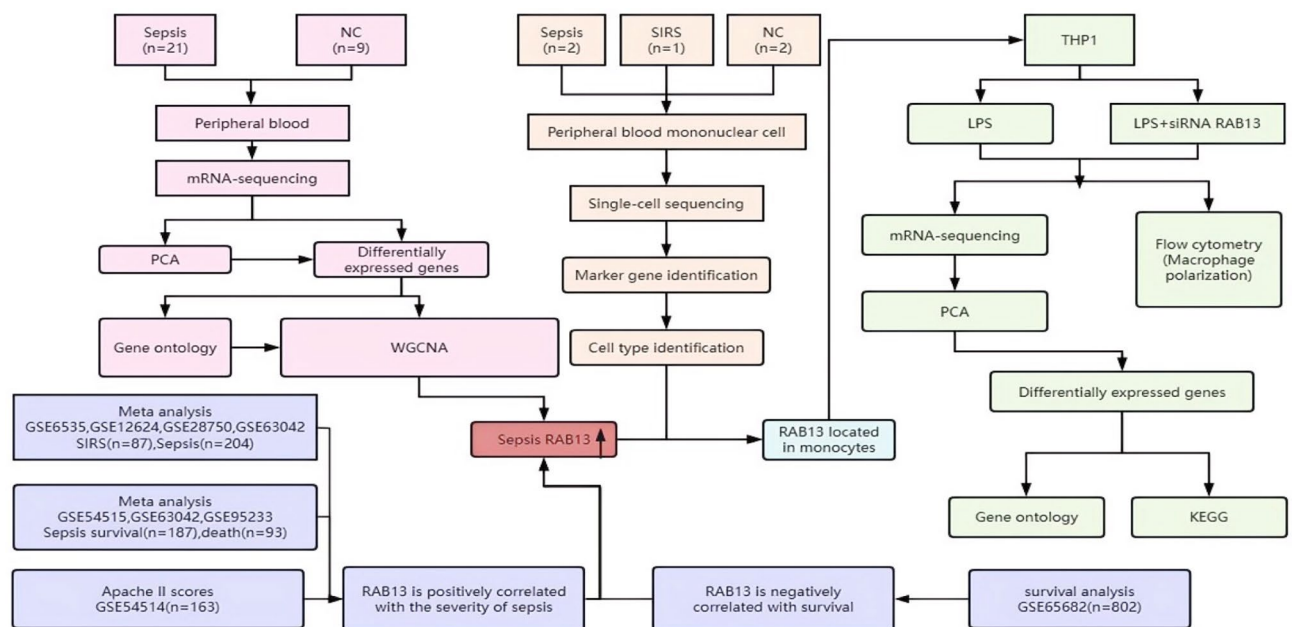 Sepsis
(n=21)
NC
(n=9)
Peripheral blood
mRNA-sequencing
PCA
Differentially
expressed genes
Gene ontology
WGCNA
Sepsis
(n=2)
SIRS
(n=1)
NC
(n=2)
Peripheral blood mononuclear cell
Single-cell sequencing
Marker gene identification
Cell type identification
Sepsis RAB13
RAB13 located
in monocytes
THP1
LPS
LPS+siRNA RAB13
mRNA-sequencing
Flow cytometry
(Macrophage
polarization)
PCA
Differentially expressed genes
Gene ontology
KEGG
Meta analysis
GSE6535,GSE12624,GSE28750,GSE63042
SIRS(n=87),Sepsis(n=204)
Meta analysis
GSE54515,GSE63042,GSE95233
Sepsis survival(n=187),death(n=93)
Apache II scores
GSE54514(n=163)
RAB13 is positively correlated
with the severity of sepsis
RAB13 is negatively
correlated with survival
survival analysis
GSE65682(n=802)